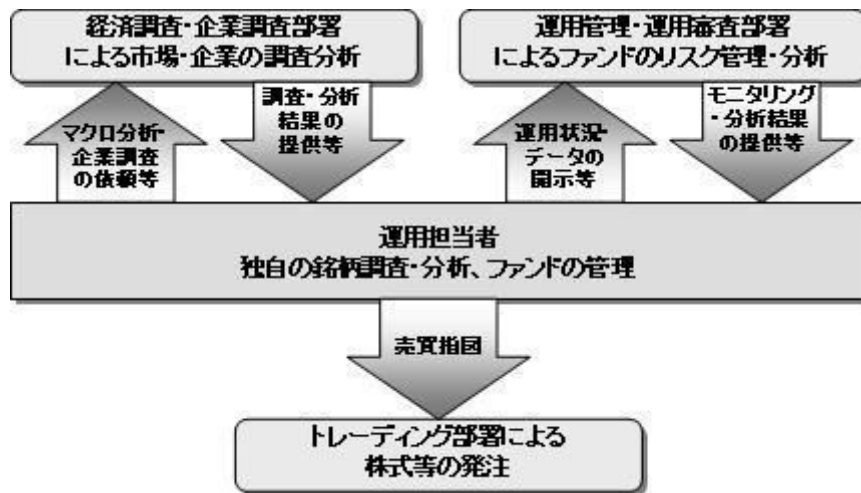 経済調査・企業調査部署
による市場・企業の調査分析
運用管理・運用審査部署
によるファンドのリスク管理・分析
マクロ分析・
企業調査
の依頼等
調査・分析
結果の
提供等
運用状況・
データの
開示等
モニタリング
・分析結果
の提供等
運用担当者
独自の銘柄調査・分析、ファンドの管理
売買指図
トレーディング部署による
株式等の発注